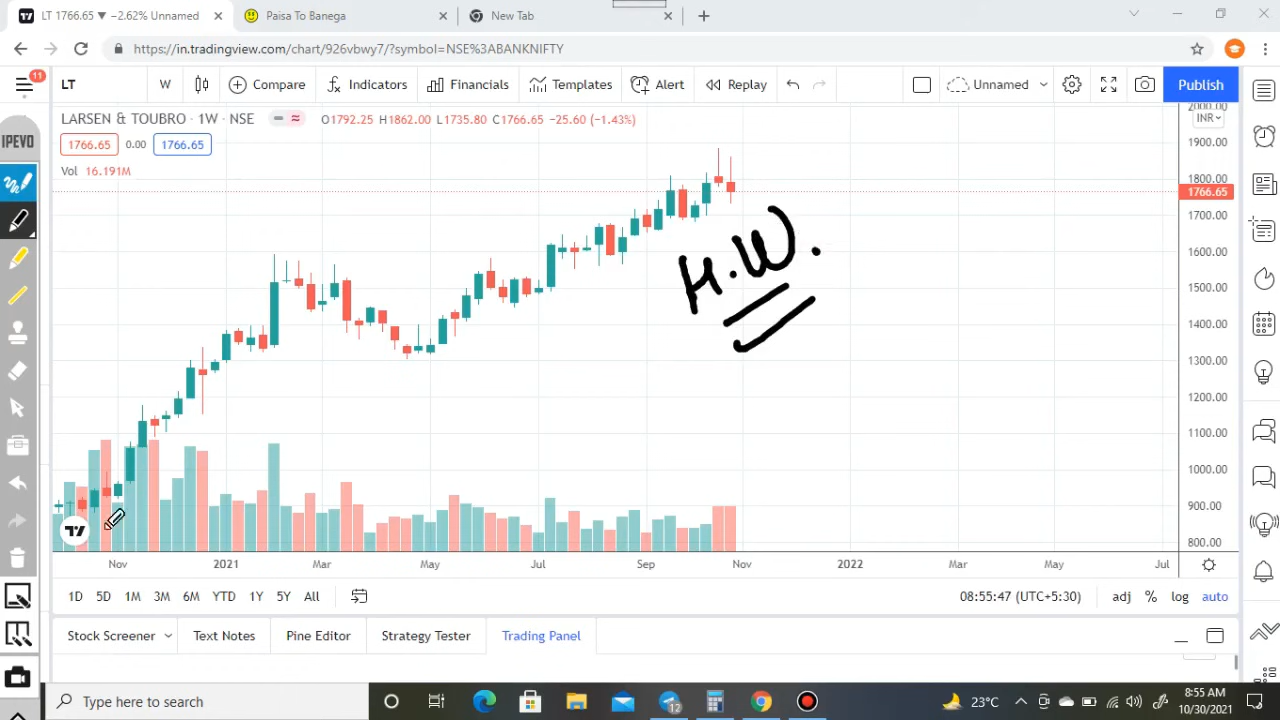 LT 1766.65 ▼ −2.62% Unnamed
Paisa To Banega
New Tab
https://in.tradingview.com/chart/926vbwy7/?symbol=NSE%3ABANKNIFTY
11
LT
W
Compare
Indicators
Financials
Templates
Alert
Replay
Unnamed
Publish
IPEVO
LARSEN & TOUBRO · 1W · NSE
O1792.25 H1862.00 L1735.80 C1766.65 −25.60 (−1.43%)
1766.65 0.00 1766.65
Vol 16.191M
H.W.
2000.00
INR
1900.00
1800.00
1766.65
1700.00
1600.00
1500.00
1400.00
1300.00
1200.00
1100.00
1000.00
900.00
800.00
Nov 2021 Mar May Jul Sep Nov 2022 Mar May Jul
1D 5D 1M 3M 6M YTD 1Y 5Y All
08:55:47 (UTC+5:30) adj % log auto
Stock Screener Text Notes Pine Editor Strategy Tester Trading Panel
Type here to search
12
23°C
8:55 AM
10/30/2021